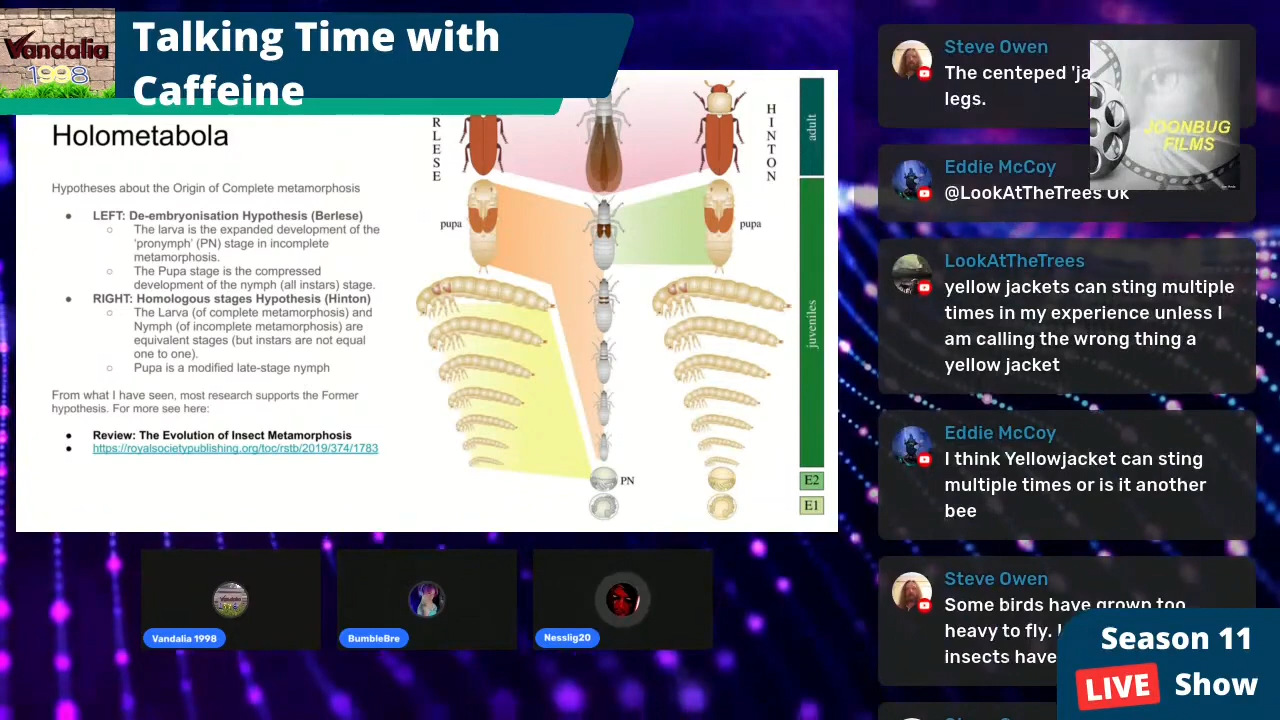 Vandalia
1998
Talking Time with
Caffeine
Holometabola
Hypotheses about the Origin of Complete metamorphosis
● LEFT: De-embryonisation Hypothesis (Berlese)
○ The larva is the expanded development of the
'pronymph' (PN) stage in incomplete
metamorphosis.
○ The Pupa stage is the compressed
development of the nymph (all instars) stage.
● RIGHT: Homologous stages Hypothesis (Hinton)
○ The Larva (of complete metamorphosis) and
Nymph (of incomplete metamorphosis) are
equivalent stages (but instars are not equal
one to one).
○ Pupa is a modified late-stage nymph
From what I have seen, most research supports the Former
hypothesis. For more see here:
● Review: The Evolution of Insect Metamorphosis
● https://royalsocietypublishing.org/toc/rstb/2019/374/1783
RLESE
HINTON
adult
pupa
pupa
juveniles
PN
E2
E1
Vandalia 1998
BumbleBre
Nesslig20
Steve Owen
The centeped 'ja
legs.
JOONBUG
FILMS
Eddie McCoy
@LookAtTheTrees Ok
LookAtTheTrees
yellow jackets can sting multiple
times in my experience unless I
am calling the wrong thing a
yellow jacket
Eddie McCoy
I think Yellowjacket can sting
multiple times or is it another
bee
Steve Owen
Some birds have grown too
heavy to fly.
insects have
Season 11
LIVE Show